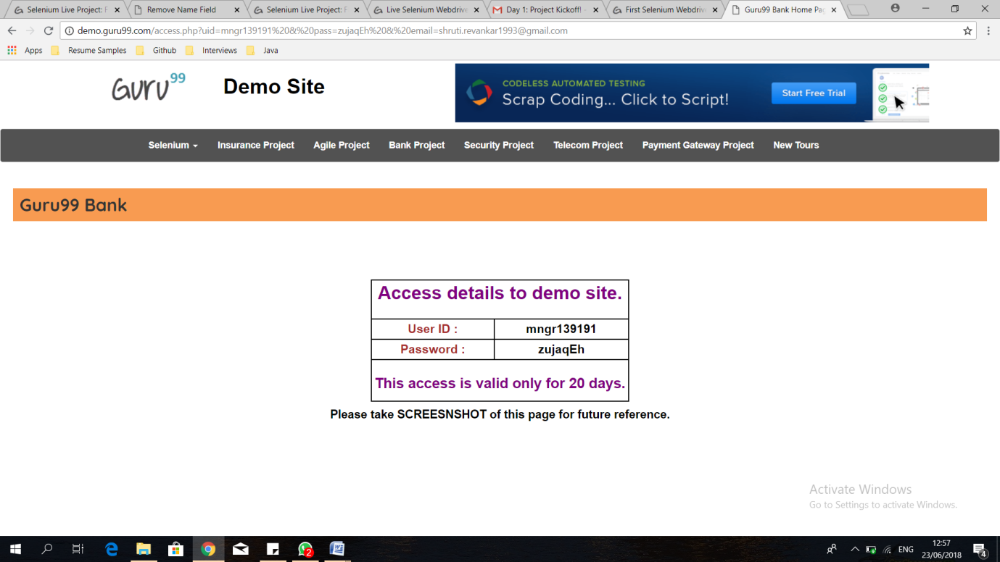 Selenium Live Project: F
Remove Name Field
Selenium Live Project: F
Live Selenium Webdrive
Day 1: Project Kickoff!
First Selenium Webdriv
Guru99 Bank Home Pag
demo.guru99.com/access.php?uid=mngr139191%20&%20pass=zujaqEh%20&%20email=shruti.revankar1993@gmail.com
Apps Resume Samples Github Interviews Java
Guru99
Demo Site
CODELESS AUTOMATED TESTING
Scrap Coding... Click to Script!
Start Free Trial
Selenium Insurance Project Agile Project Bank Project Security Project Telecom Project Payment Gateway Project New Tours
Guru99 Bank
Access details to demo site.
User ID : mngr139191
Password : zujaqEh
This access is valid only for 20 days.
Please take SCREESNSHOT of this page for future reference.
Activate Windows
Go to Settings to activate Windows.
2
ENG
12:57
23/06/2018
4